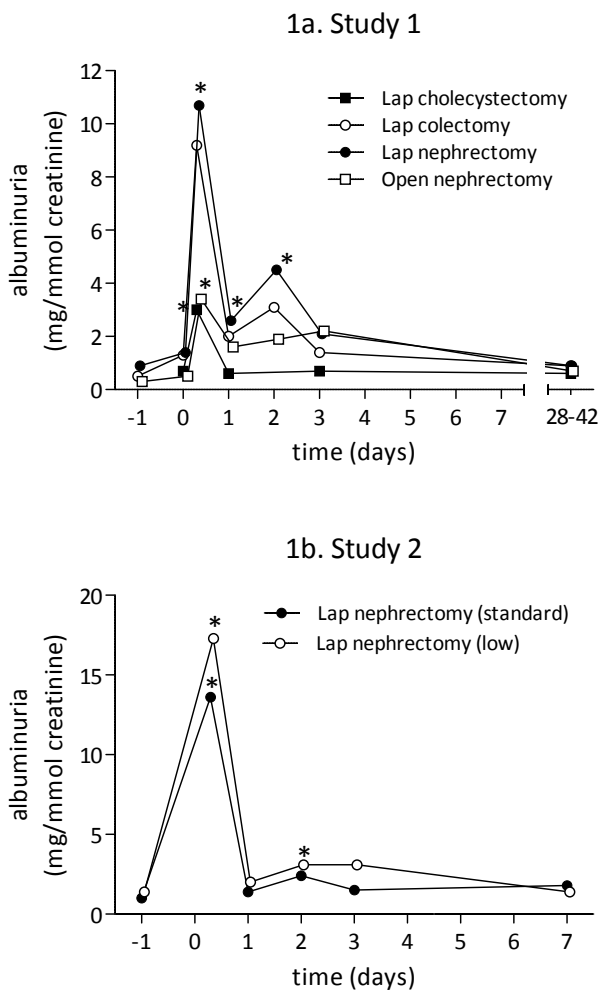 1a. Study 1
12
10
8
6
4
2
0
albuminuria
(mg/mmol creatinine)
Lap cholecystectomy
Lap colectomy
Lap nephrectomy
Open nephrectomy
*
*
*
*
*
-1 0 1 2 3 4 5 6 7 28-42
time (days)
1b. Study 2
20
15
10
5
0
albuminuria
(mg/mmol creatinine)
Lap nephrectomy (standard)
Lap nephrectomy (low)
*
*
*
-1 0 1 2 3 4 5 6 7
time (days)